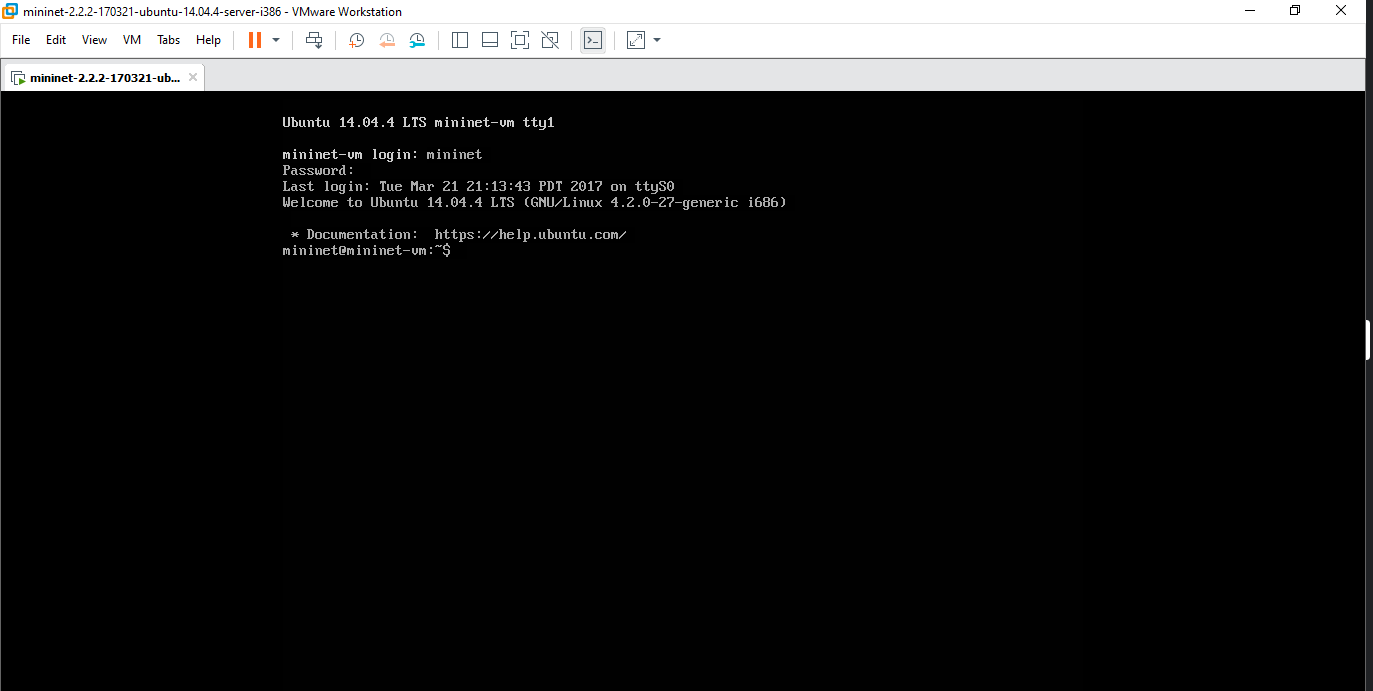 mininet-2.2.2-170321-ubuntu-14.04.4-server-i386 - VMware Workstation
File Edit View VM Tabs Help
mininet-2.2.2-170321-ub...
Ubuntu 14.04.4 LTS mininet-vm tty1
mininet-vm login: mininet
Password:
Last login: Tue Mar 21 21:13:43 PDT 2017 on ttyS0
Welcome to Ubuntu 14.04.4 LTS (GNU/Linux 4.2.0-27-generic i686)
* Documentation:  https://help.ubuntu.com/
mininet@mininet-vm:~$